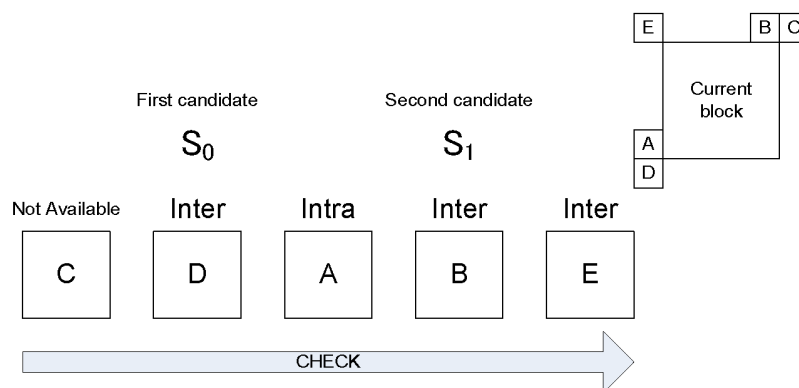 E
B
C
Current
block
A
D
First candidate
Second candidate
S₀
S₁
Not Available
Inter
Intra
Inter
Inter
C
D
A
B
E
CHECK